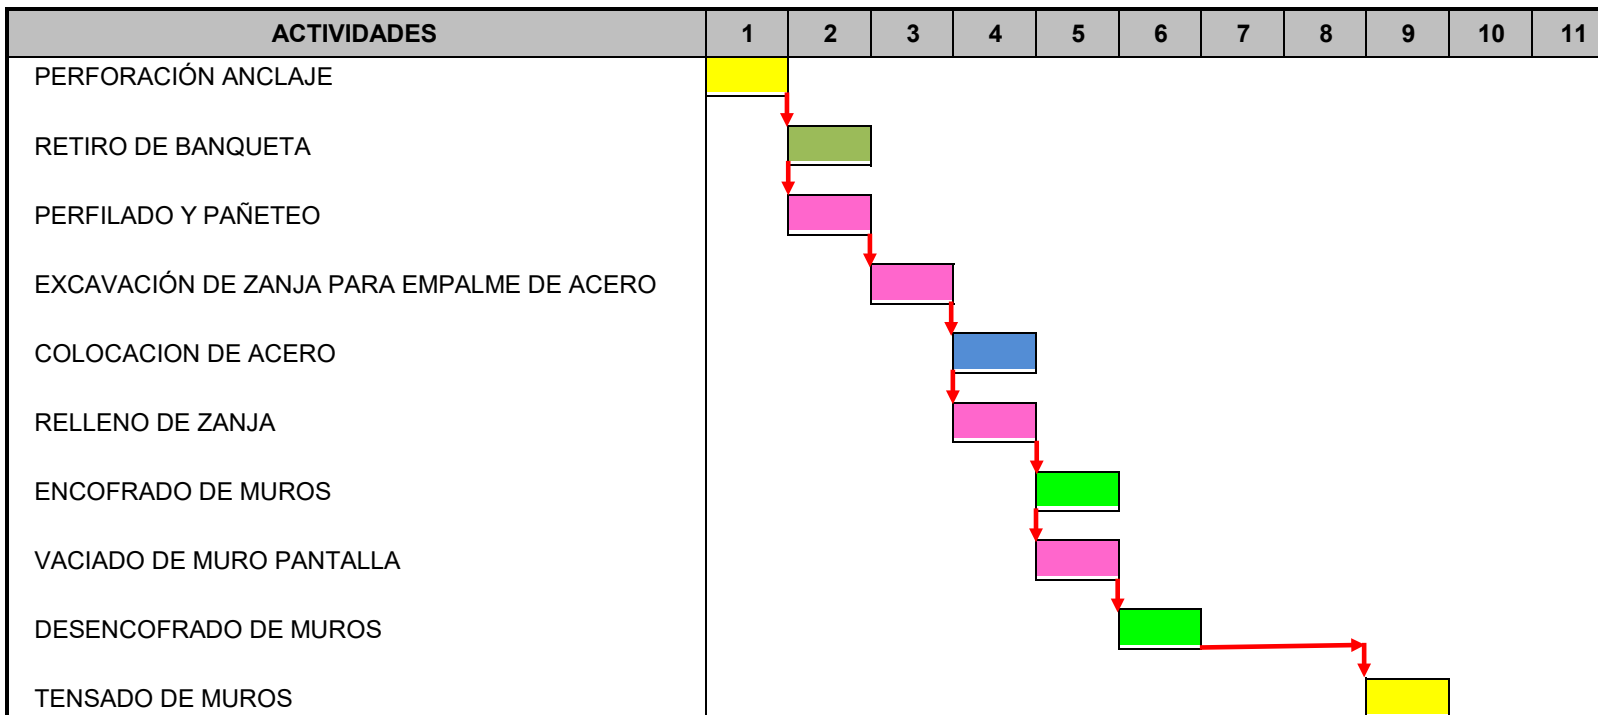 ACTIVIDADES 1 2 3 4 5 6 7 8 9 10 11
PERFORACIÓN ANCLAJE
RETIRO DE BANQUETA
PERFILADO Y PAÑETEO
EXCAVACIÓN DE ZANJA PARA EMPALME DE ACERO
COLOCACION DE ACERO
RELLENO DE ZANJA
ENCOFRADO DE MUROS
VACIADO DE MURO PANTALLA
DESENCOFRADO DE MUROS
TENSADO DE MUROS